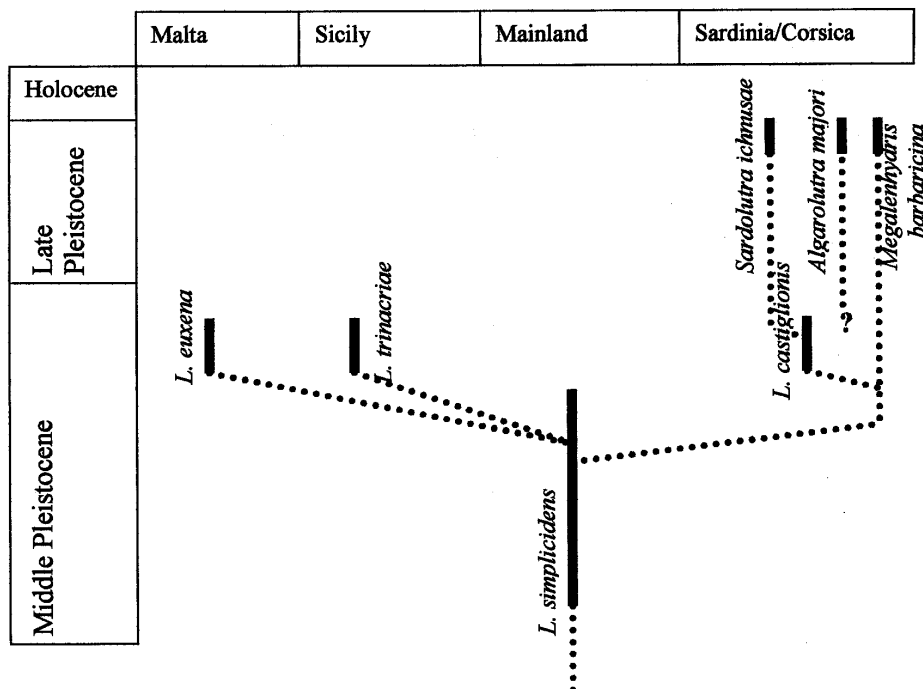 Malta
Sicily
Mainland
Sardinia/Corsica
Holocene
Late
Pleistocene
Middle Pleistocene
L. euxena
L. trinacriae
L. simplicidens
Sardolutra ichnusae
L. castiglionis
Algarolutra majori
?
Megalenhydris
barbaricina